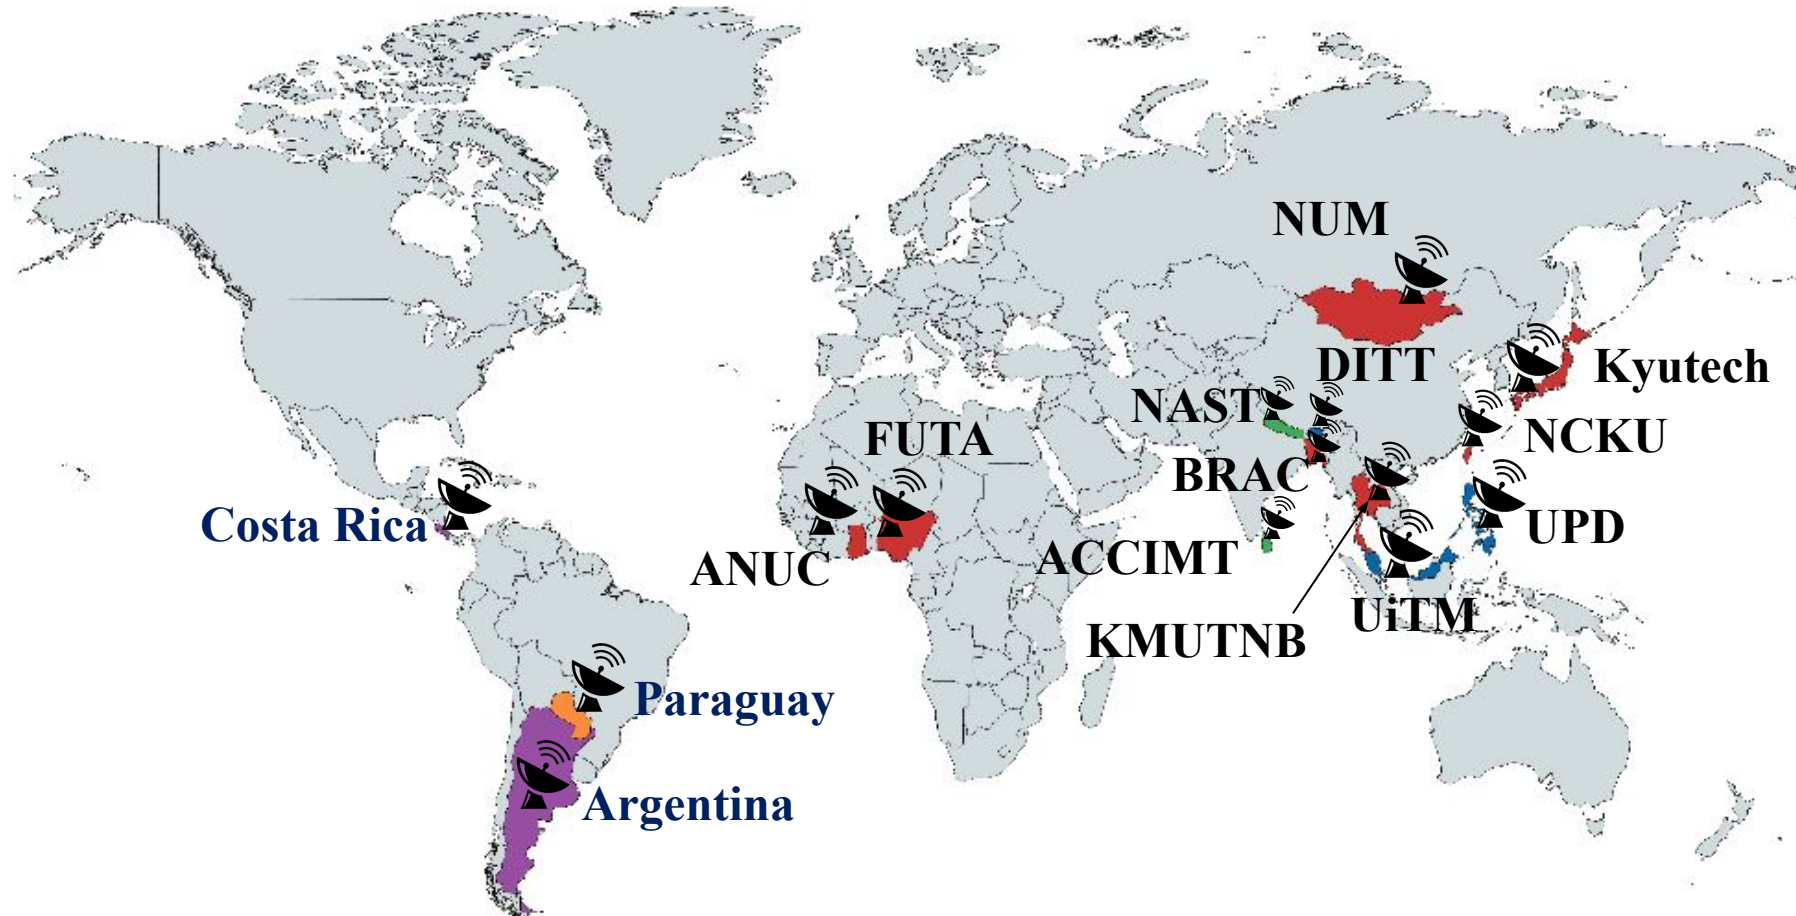 NUM
DITT
Kyutech
NAST
NCKU
FUTA
BRAC
Costa Rica
UPD
ANUC
ACCIMT
UiTM
KMUTNB
Paraguay
Argentina